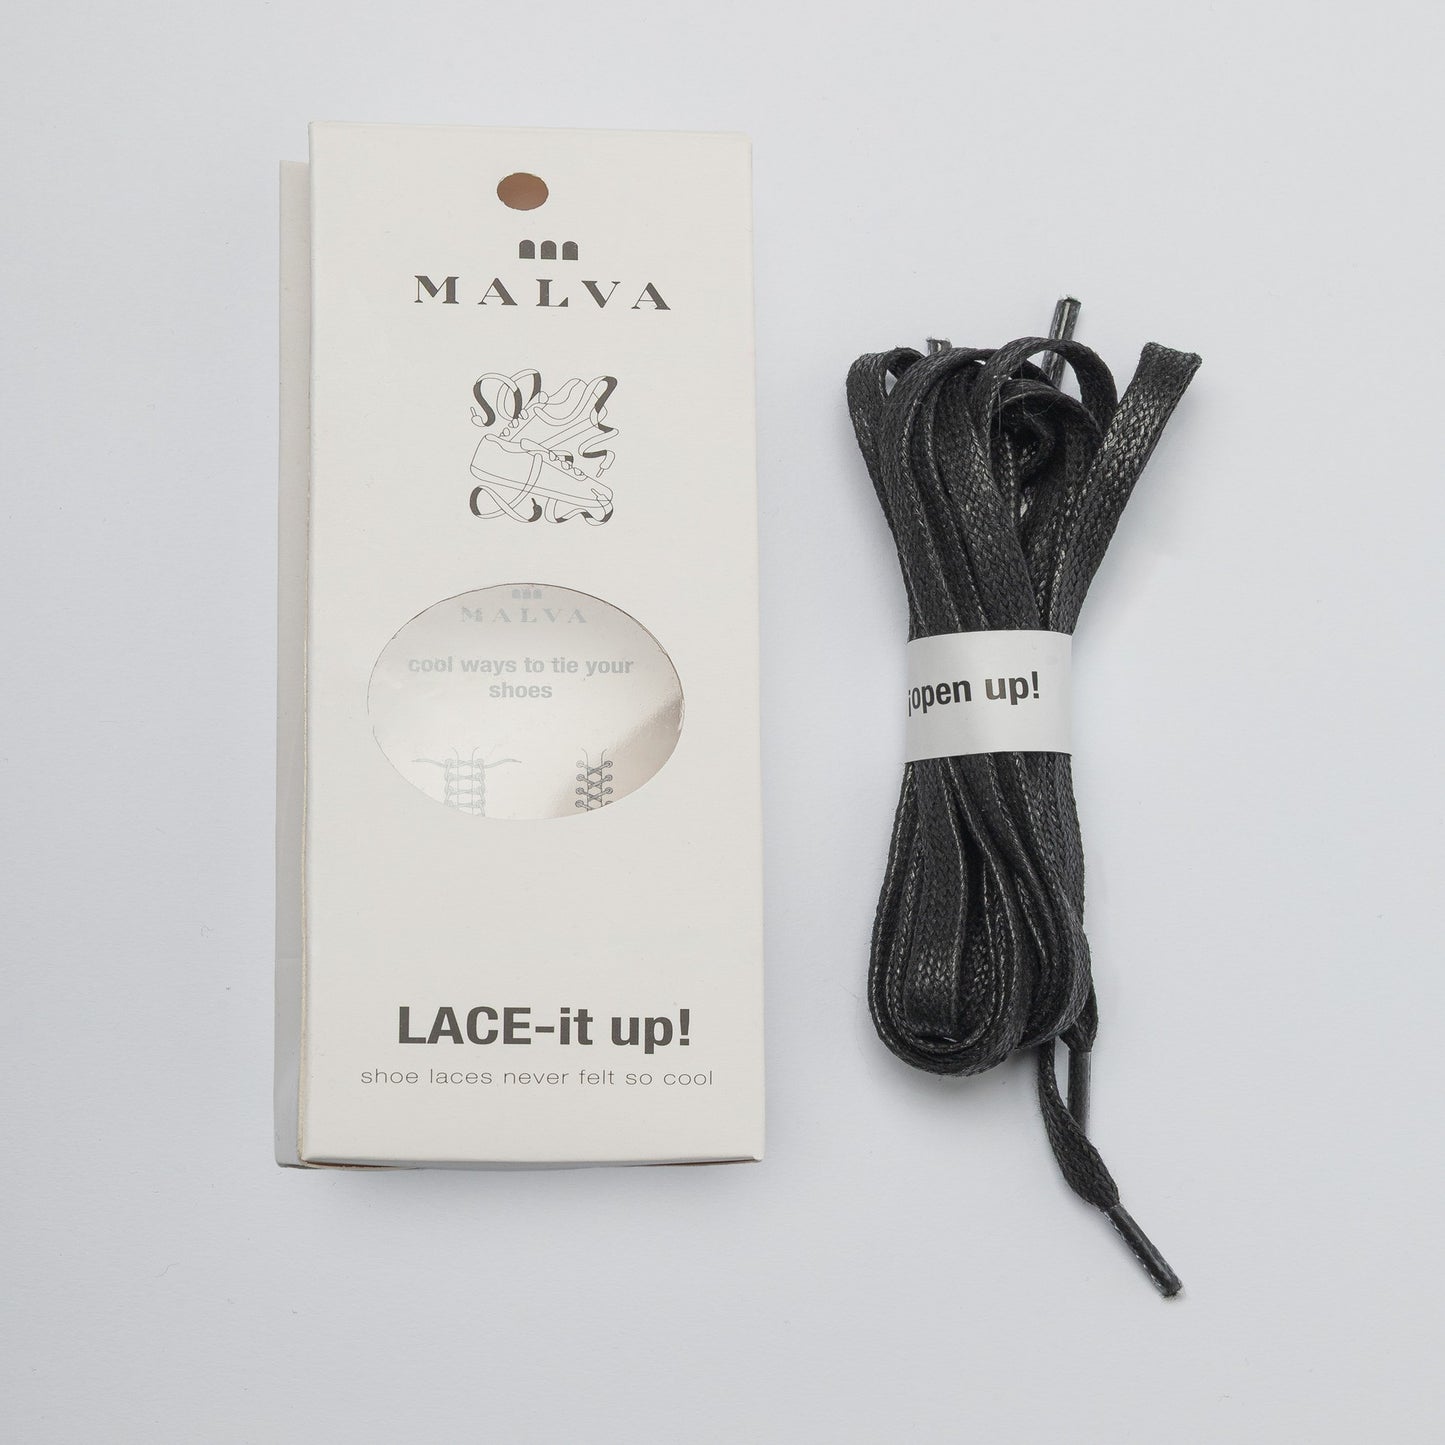 MALVA
MALVA
cool ways to tie your
shoes
LACE-it up!
shoe laces never felt so cool
¡open up!